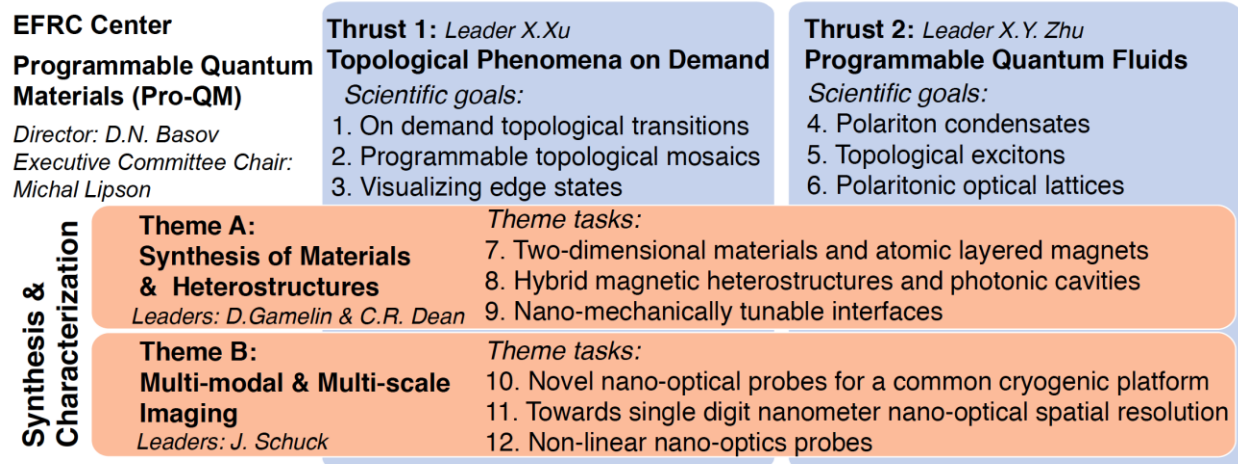 EFRC Center
Programmable Quantum
Materials (Pro-QM)
Director: D.N. Basov
Executive Committee Chair:
Michal Lipson
Thrust 1: Leader X.Xu
Topological Phenomena on Demand
Scientific goals:
1. On demand topological transitions
2. Programmable topological mosaics
3. Visualizing edge states
Thrust 2: Leader X.Y. Zhu
Programmable Quantum Fluids
Scientific goals:
4. Polariton condensates
5. Topological excitons
6. Polaritonic optical lattices
Synthesis &
Characterization
Theme A:
Synthesis of Materials
& Heterostructures
Leaders: D.Gamelin & C.R. Dean
Theme tasks:
7. Two-dimensional materials and atomic layered magnets
8. Hybrid magnetic heterostructures and photonic cavities
9. Nano-mechanically tunable interfaces
Theme B:
Multi-modal & Multi-scale
Imaging
Leaders: J. Schuck
Theme tasks:
10. Novel nano-optical probes for a common cryogenic platform
11. Towards single digit nanometer nano-optical spatial resolution
12. Non-linear nano-optics probes